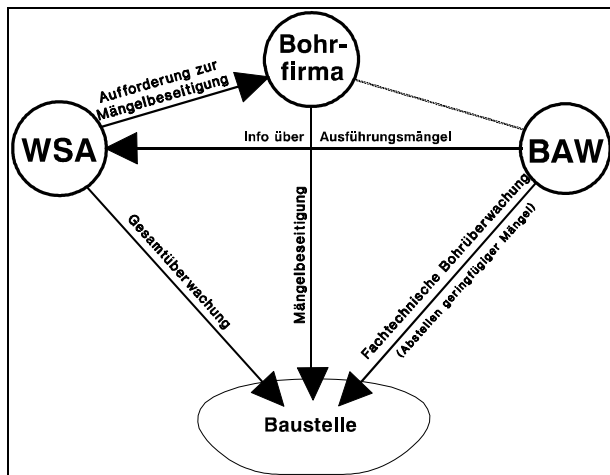 Bohr-
firma
Aufforderung zur
Mängelbeseitigung
WSA
Info über Ausführungsmängel
BAW
Gesamtüberwachung
Mängelbeseitigung
Fachtechnische Bohrüberwachung
(Abstellen geringfügiger Mängel)
Baustelle